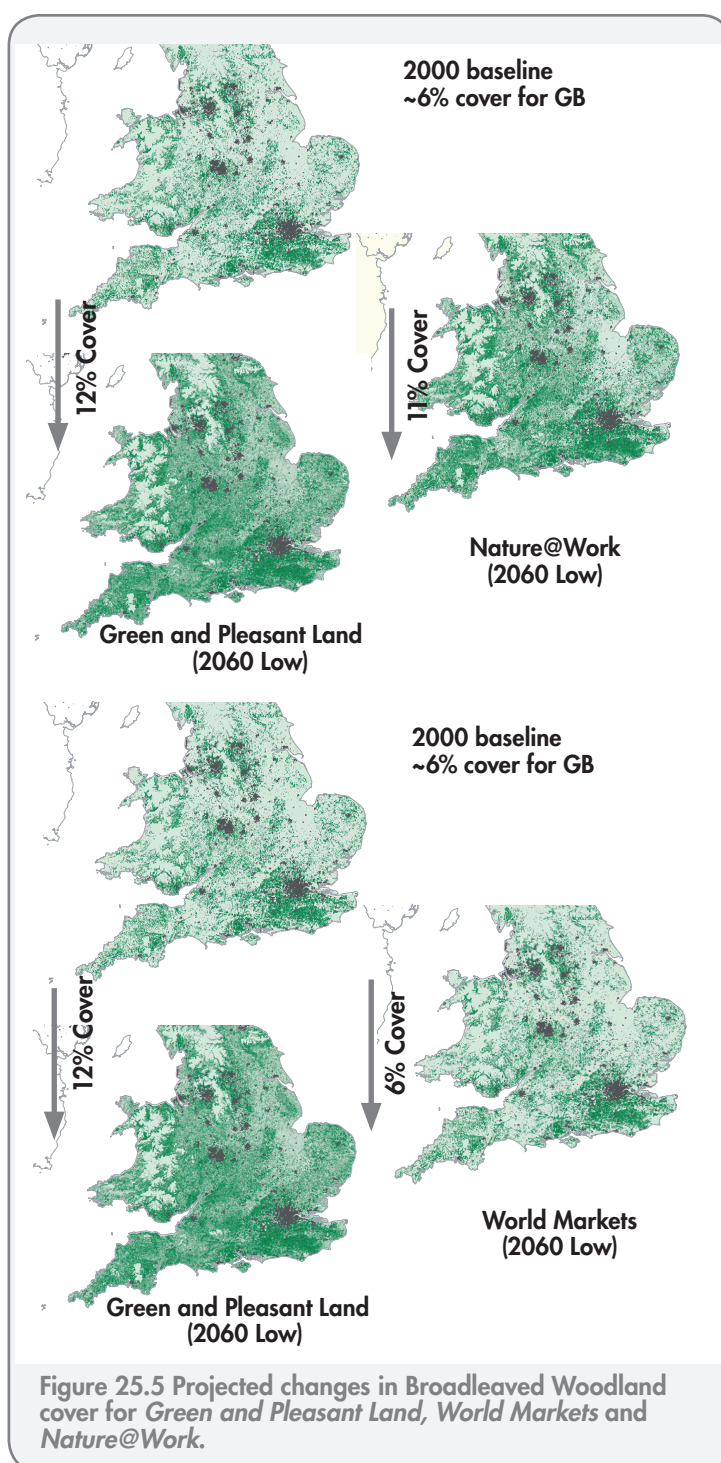 2000 baseline
~6% cover for GB
12% Cover
11% Cover
Nature@Work
(2060 Low)
Green and Pleasant Land
(2060 Low)
2000 baseline
~6% cover for GB
12% Cover
6% Cover
World Markets
(2060 Low)
Green and Pleasant Land
(2060 Low)
Figure 25.5 Projected changes in Broadleaved Woodland
cover for Green and Pleasant Land, World Markets and
Nature@Work.